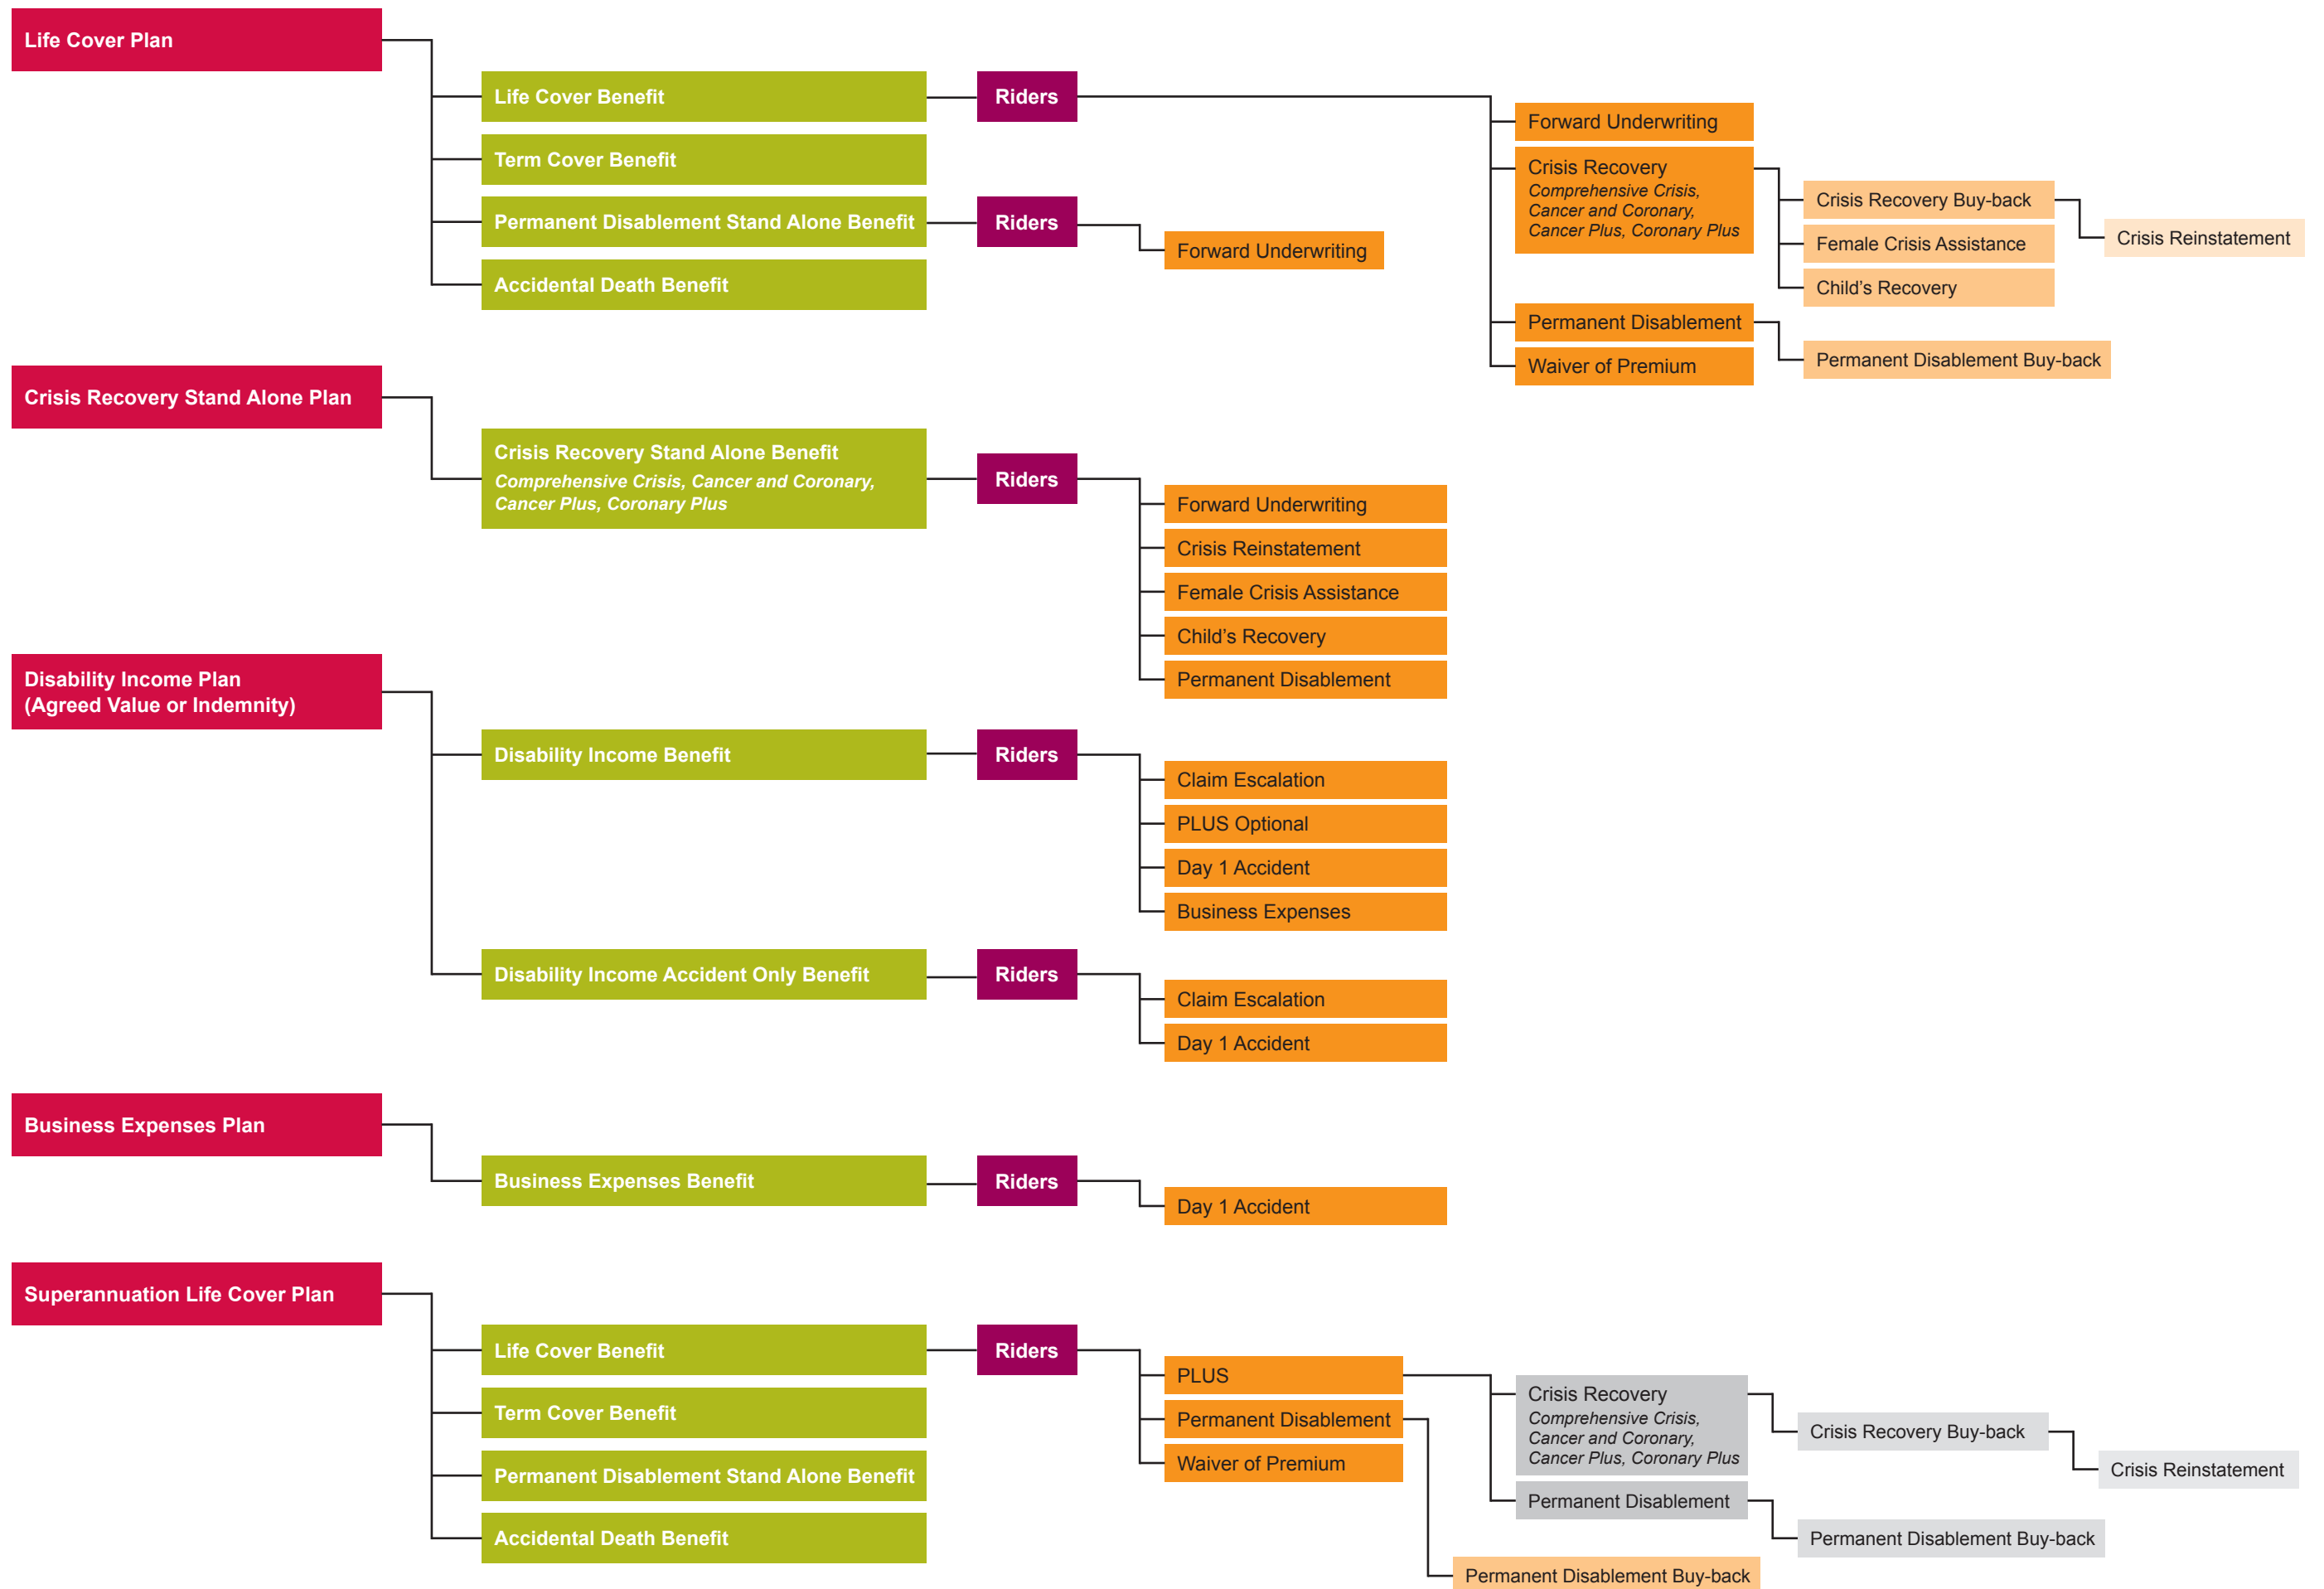 Life Cover Plan
Life Cover Benefit
Riders
Forward Underwriting
Crisis Recovery
Comprehensive Crisis,
Cancer and Coronary,
Cancer Plus, Coronary Plus
Crisis Recovery Buy-back
Crisis Reinstatement
Female Crisis Assistance
Child’s Recovery
Permanent Disablement
Permanent Disablement Buy-back
Waiver of Premium
Term Cover Benefit
Permanent Disablement Stand Alone Benefit
Riders
Forward Underwriting
Accidental Death Benefit
Crisis Recovery Stand Alone Plan
Crisis Recovery Stand Alone Benefit
Comprehensive Crisis, Cancer and Coronary,
Cancer Plus, Coronary Plus
Riders
Forward Underwriting
Crisis Reinstatement
Female Crisis Assistance
Child’s Recovery
Permanent Disablement
Disability Income Plan
(Agreed Value or Indemnity)
Disability Income Benefit
Riders
Claim Escalation
PLUS Optional
Day 1 Accident
Business Expenses
Disability Income Accident Only Benefit
Riders
Claim Escalation
Day 1 Accident
Business Expenses Plan
Business Expenses Benefit
Riders
Day 1 Accident
Superannuation Life Cover Plan
Life Cover Benefit
Riders
PLUS
Crisis Recovery
Comprehensive Crisis,
Cancer and Coronary,
Cancer Plus, Coronary Plus
Crisis Recovery Buy-back
Crisis Reinstatement
Permanent Disablement
Permanent Disablement Buy-back
Permanent Disablement
Permanent Disablement Buy-back
Waiver of Premium
Term Cover Benefit
Permanent Disablement Stand Alone Benefit
Accidental Death Benefit